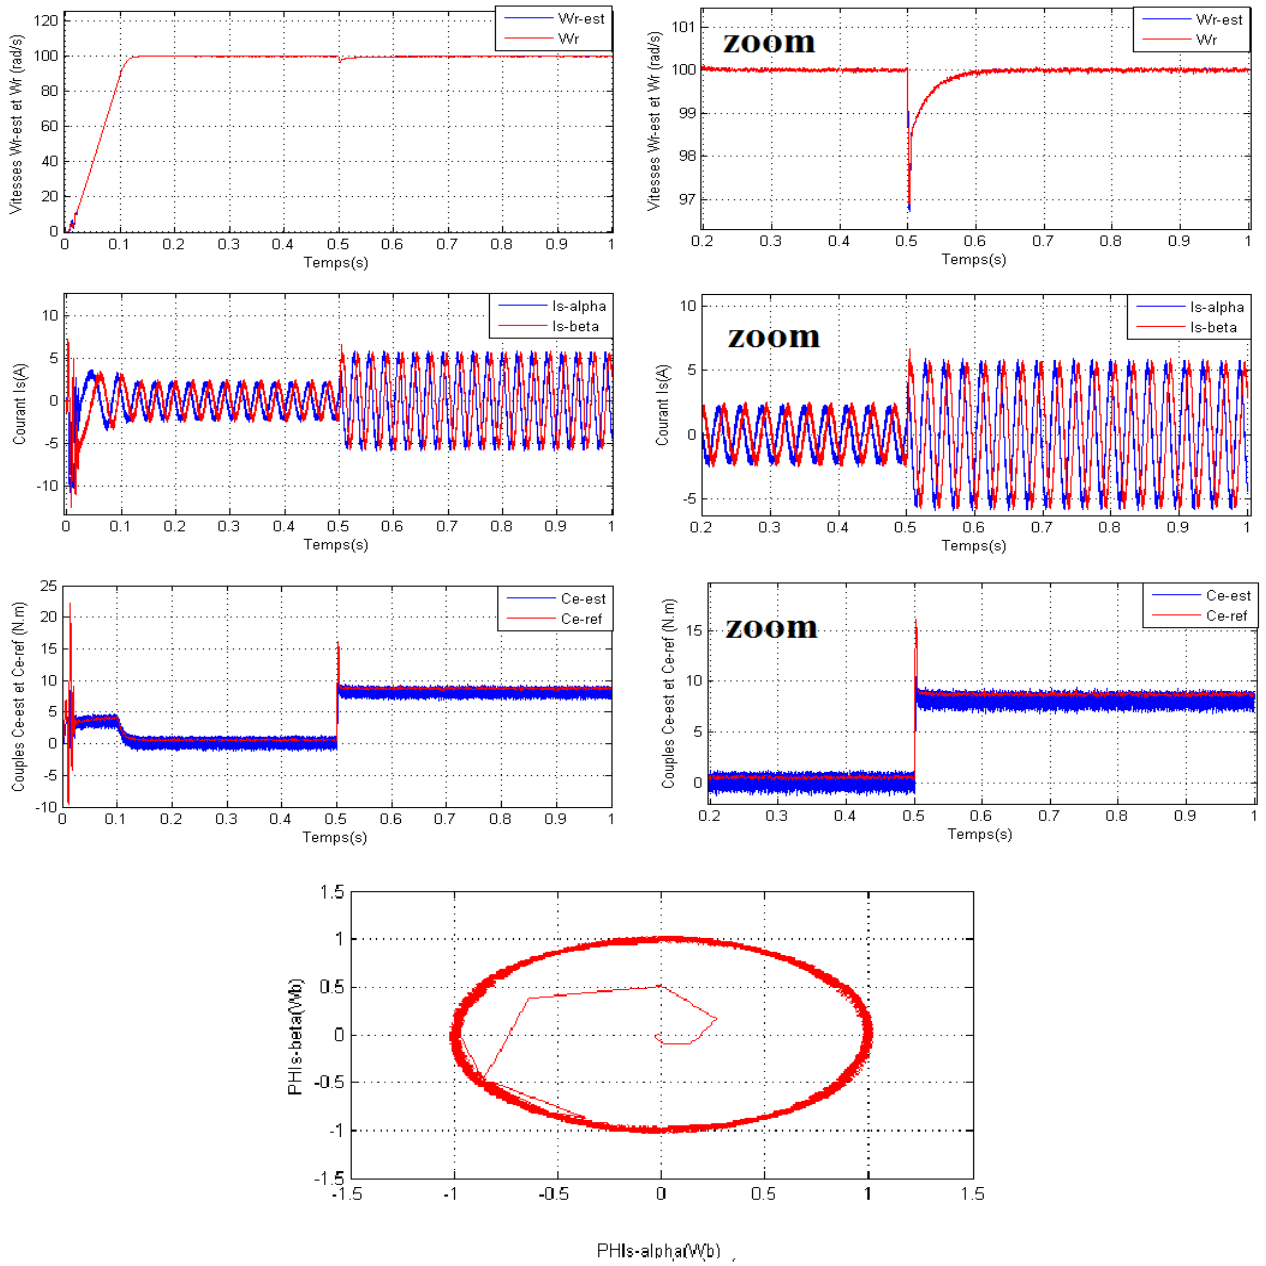 Vitesses Wr-est et Wr (rad/s)
120
100
80
60
40
20
0
Wr-est
Wr
0 0.1 0.2 0.3 0.4 0.5 0.6 0.7 0.8 0.9 1
Temps(s)
Vitesses Wr-est et Wr (rad/s)
101
100
99
98
97
zoom
Wr-est
Wr
0.2 0.3 0.4 0.5 0.6 0.7 0.8 0.9 1
Temps(s)
Courant Is(A)
10
5
0
-5
-10
Is-alpha
Is-beta
0 0.1 0.2 0.3 0.4 0.5 0.6 0.7 0.8 0.9 1
Temps(s)
Courant Is(A)
10
5
0
-5
zoom
Is-alpha
Is-beta
0.2 0.3 0.4 0.5 0.6 0.7 0.8 0.9 1
Temps(s)
Couples Ce-est et Ce-ref (N.m)
25
20
15
10
5
0
-5
-10
Ce-est
Ce-ref
0 0.1 0.2 0.3 0.4 0.5 0.6 0.7 0.8 0.9 1
Temps(s)
Couples Ce-est et Ce-ref (N.m)
15
10
5
0
zoom
Ce-est
Ce-ref
0.2 0.3 0.4 0.5 0.6 0.7 0.8 0.9 1
Temps(s)
PHIs-beta(Wb)
1.5
1
0.5
0
-0.5
-1
-1.5
-1.5 -1 -0.5 0 0.5 1 1.5
PHIs-alpha(Wb)